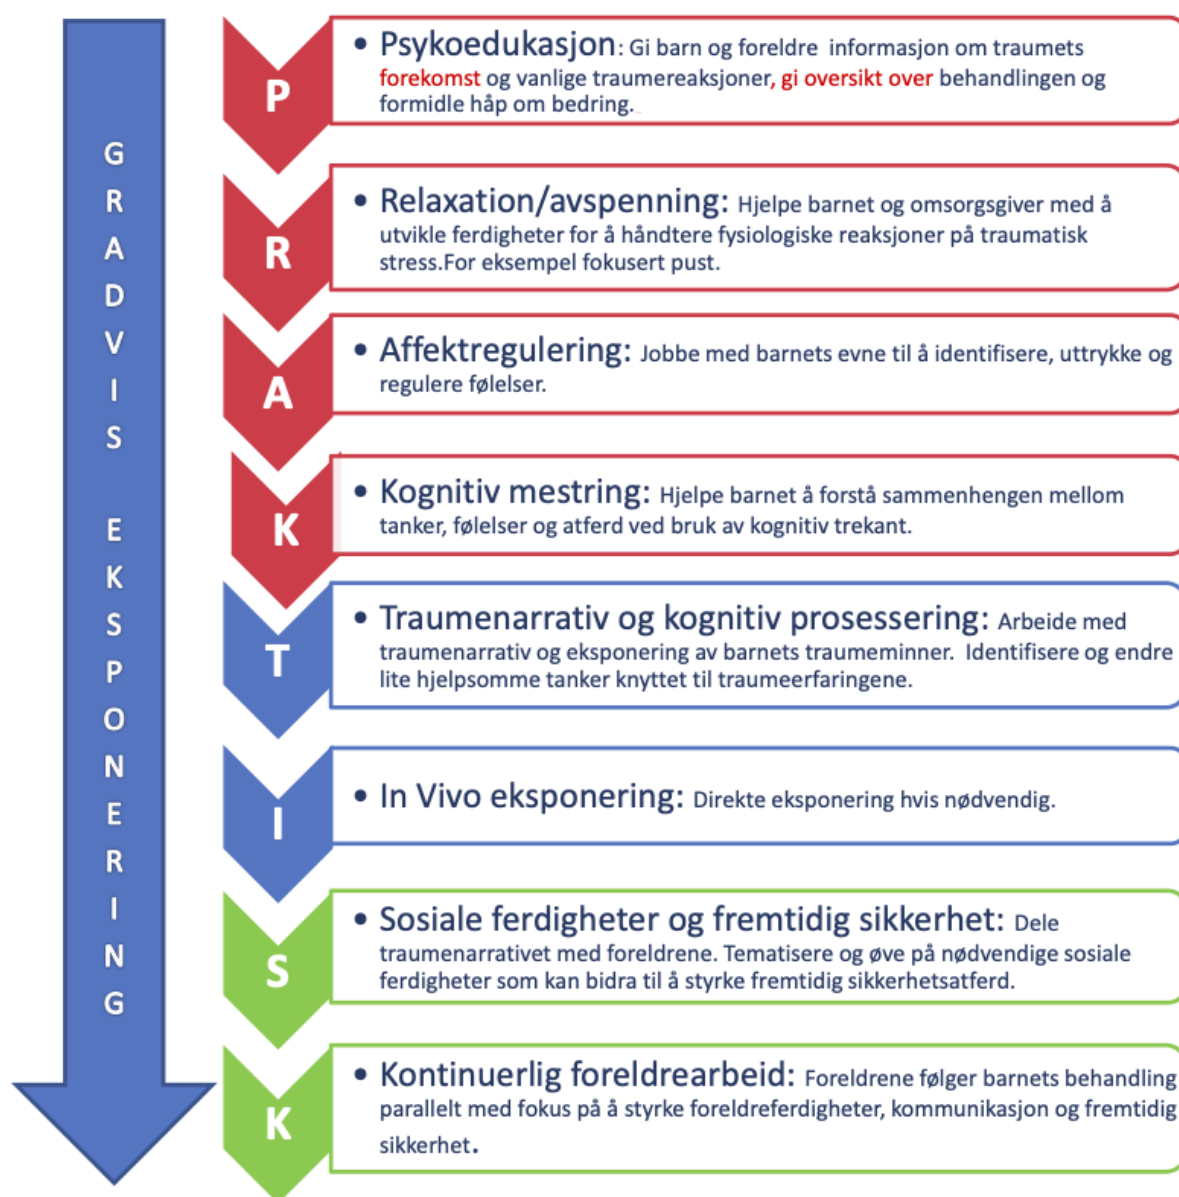 GRADVIS EKSPONERING
P
• Psykoedukasjon: Gi barn og foreldre informasjon om traumets
forekomst og vanlige traumereaksjoner, gi oversikt over behandlingen og
formidle håp om bedring.
R
• Relaxation/avspenning: Hjelpe barnet og omsorgsgiver med å
utvikle ferdigheter for å håndtere fysiologiske reaksjoner på traumatisk
stress.For eksempel fokusert pust.
A
• Affektregulering: Jobbe med barnets evne til å identifisere, uttrykke og
regulere følelser.
K
• Kognitiv mestring: Hjelpe barnet å forstå sammenhengen mellom
tanker, følelser og atferd ved bruk av kognitiv trekant.
T
• Traumenarrativ og kognitiv prosessering: Arbeide med
traumenarrativ og eksponering av barnets traumeminner. Identifisere og endre
lite hjelpsomme tanker knyttet til traumeerfaringene.
I
• In Vivo eksponering: Direkte eksponering hvis nødvendig.
S
• Sosiale ferdigheter og fremtidig sikkerhet: Dele
traumenarrativet med foreldrene. Tematisere og øve på nødvendige sosiale
ferdigheter som kan bidra til å styrke fremtidig sikkerhetsatferd.
K
• Kontinuerlig foreldrearbeid: Foreldrene følger barnets behandling
parallelt med fokus på å styrke foreldreferdigheter, kommunikasjon og fremtidig
sikkerhet.